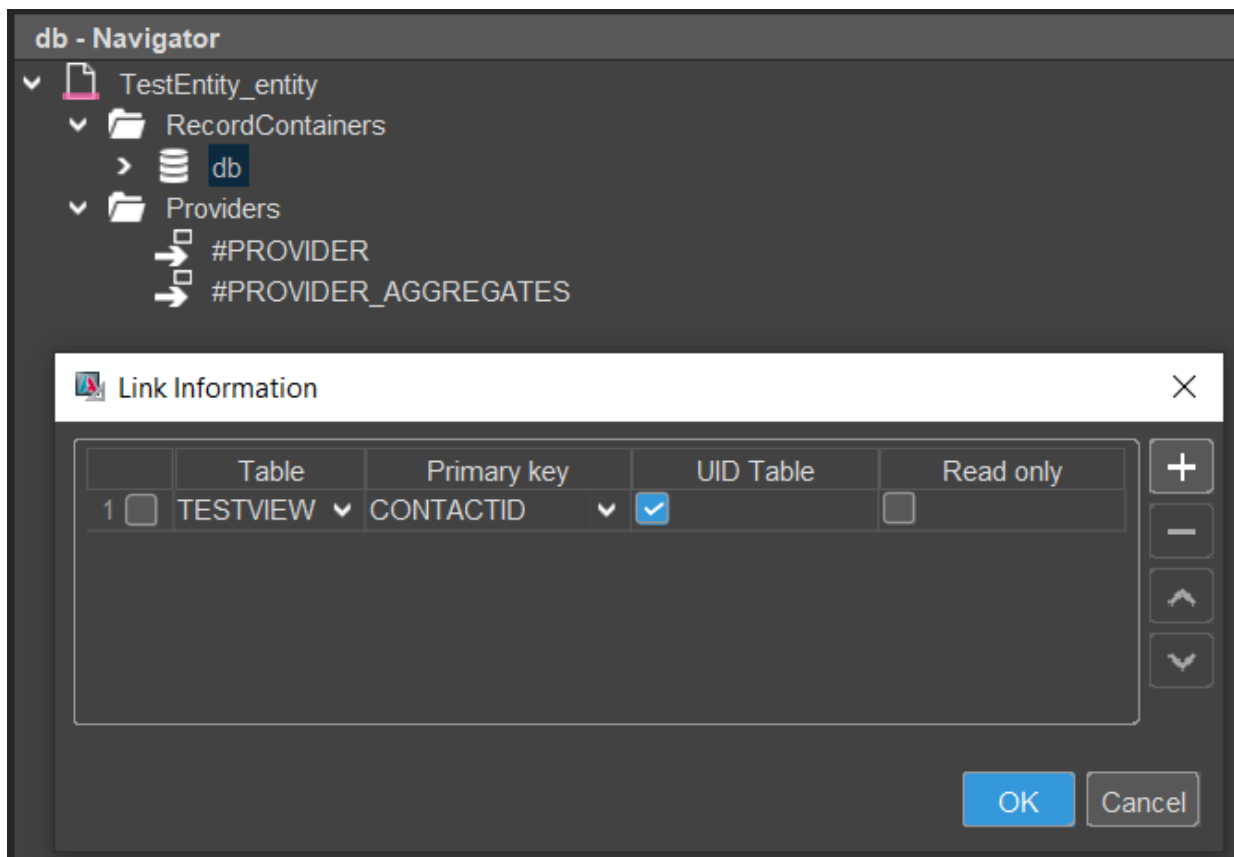 db - Navigator
TestEntity_entity
RecordContainers
db
Providers
#PROVIDER
#PROVIDER_AGGREGATES
Link Information
Table Primary key UID Table Read only
1 TESTVIEW CONTACTID
OK Cancel